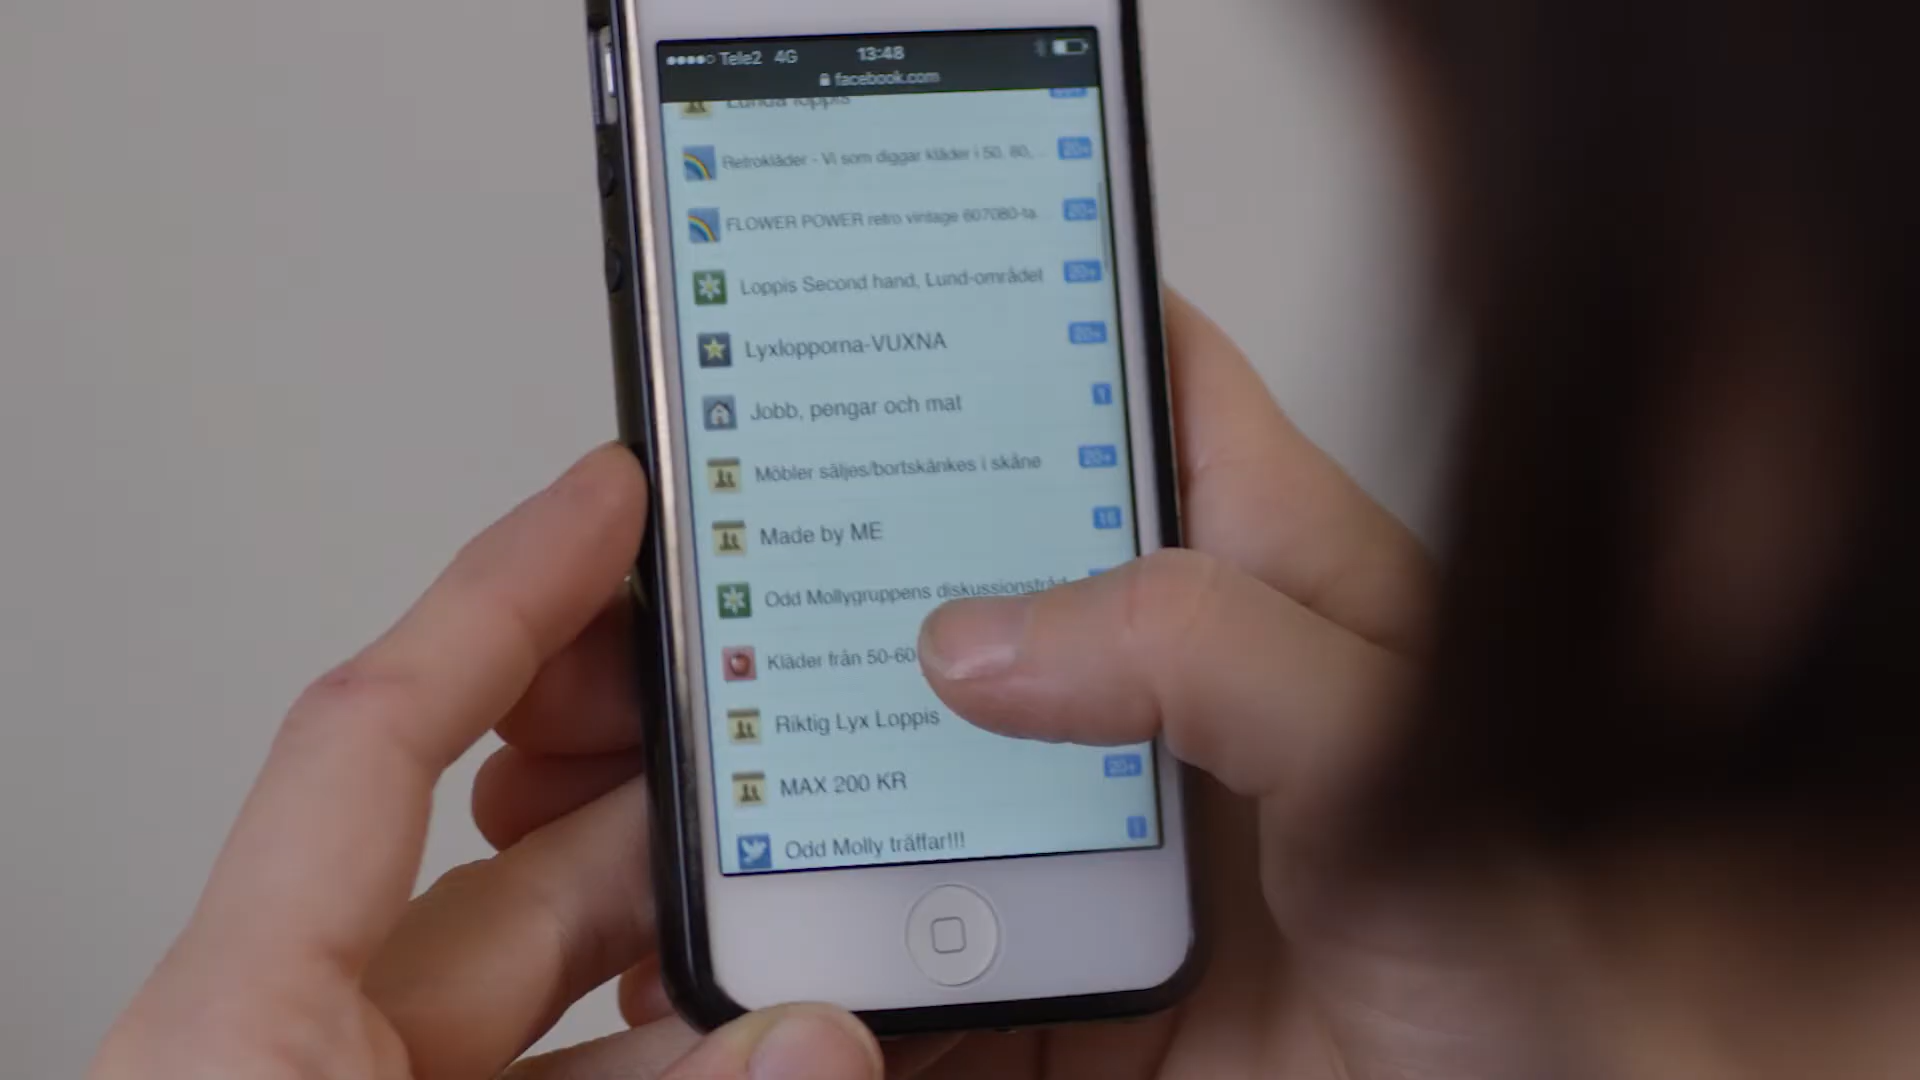 Tele2 4G 13:48
facebook.com
Lunda loppis
Retrokläder - Vi som diggar kläder i 50, 60,... 20+
FLOWER POWER retro vintage 607080-ta... 20+
Loppis Second hand, Lund-området 20+
Lyxlopporna-VUXNA 20+
Jobb, pengar och mat 1
Möbler säljes/bortskänkes i skåne 20+
Made by ME 16
Odd Mollygruppens diskussionstråd
Kläder från 50-60
Riktig Lyx Loppis
MAX 200 KR 20+
Odd Molly träffar!!! 1